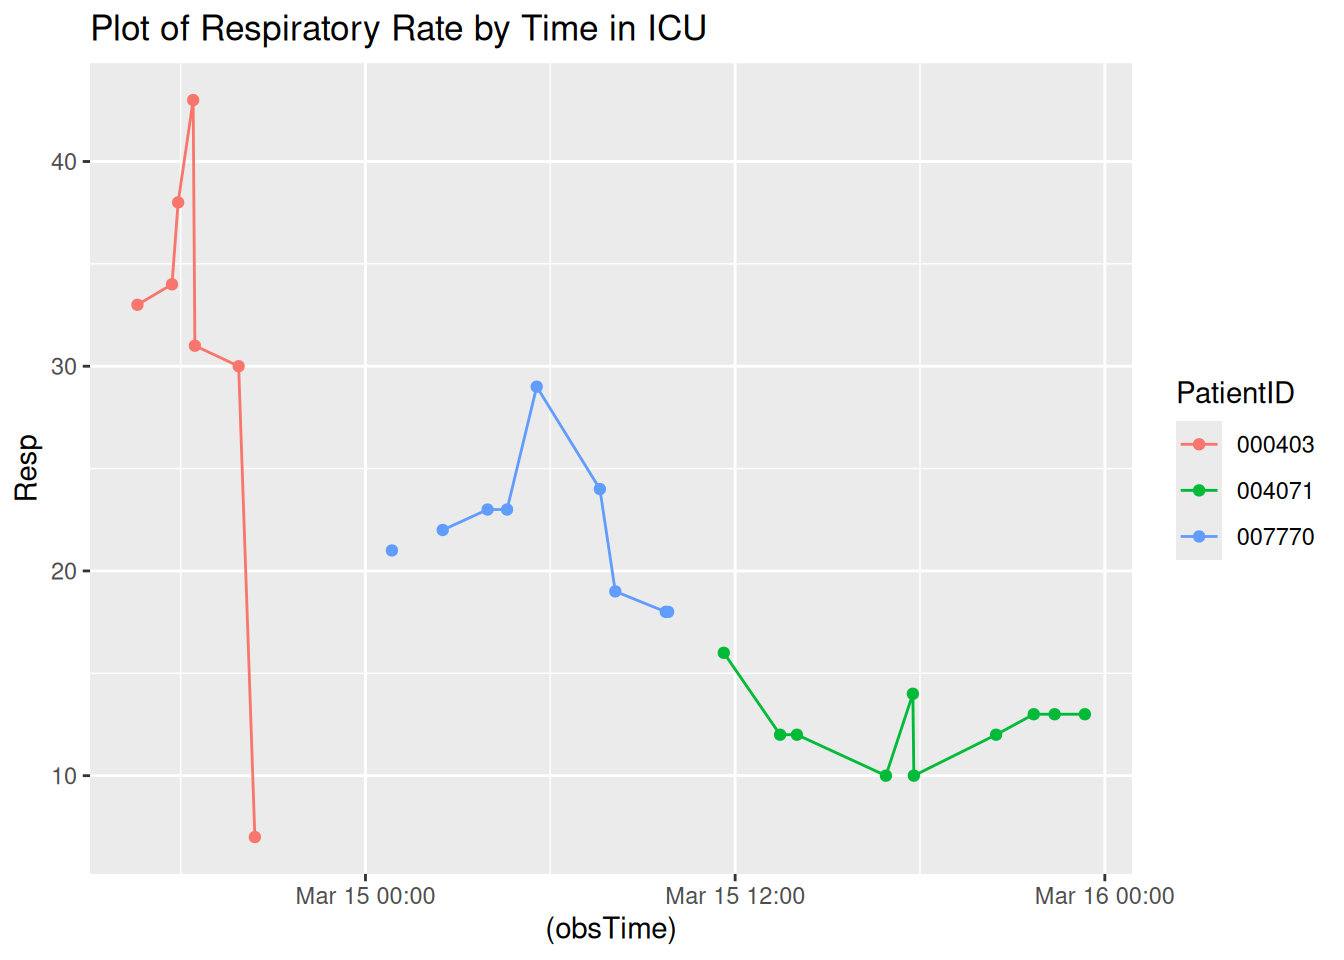 Plot of Respiratory Rate by Time in ICU
40
30
20
10
Resp
Mar 15 00:00
Mar 15 12:00
Mar 16 00:00
(obsTime)
PatientID
000403
004071
007770